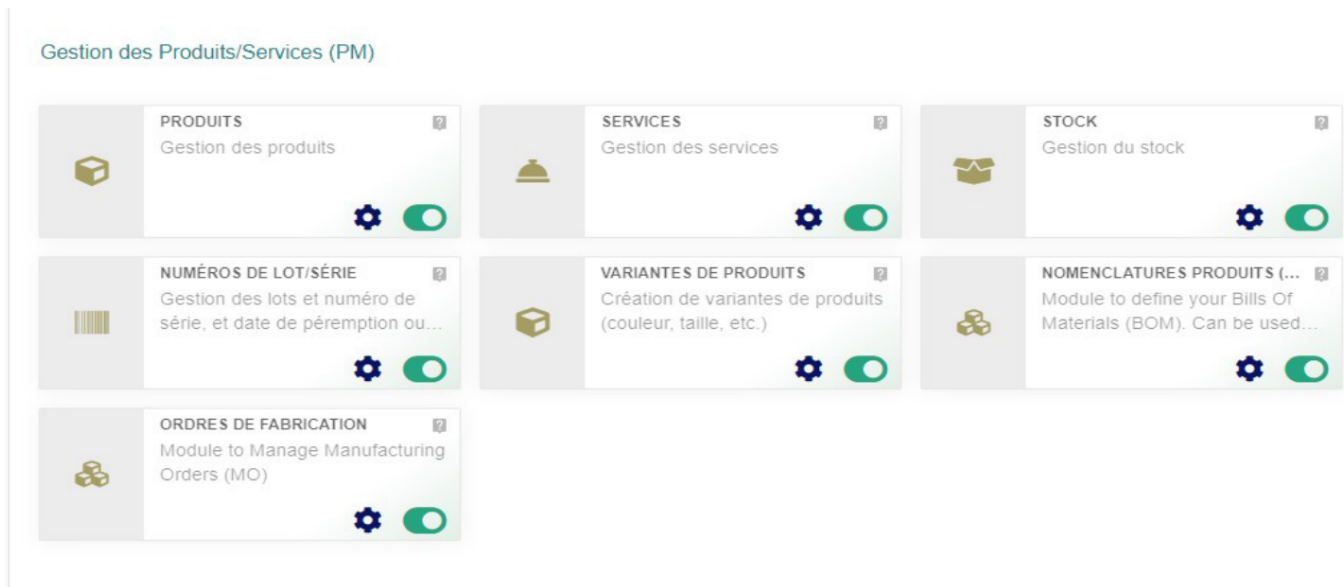 Gestion des Produits/Services (PM)
PRODUITS
Gestion des produits
SERVICES
Gestion des services
STOCK
Gestion du stock
NUMÉROS DE LOT/SÉRIE
Gestion des lots et numéro de
série, et date de péremption ou...
VARIANTES DE PRODUITS
Création de variantes de produits
(couleur, taille, etc.)
NOMENCLATURES PRODUITS (...
Module to define your Bills Of
Materials (BOM). Can be used...
ORDRES DE FABRICATION
Module to Manage Manufacturing
Orders (MO)